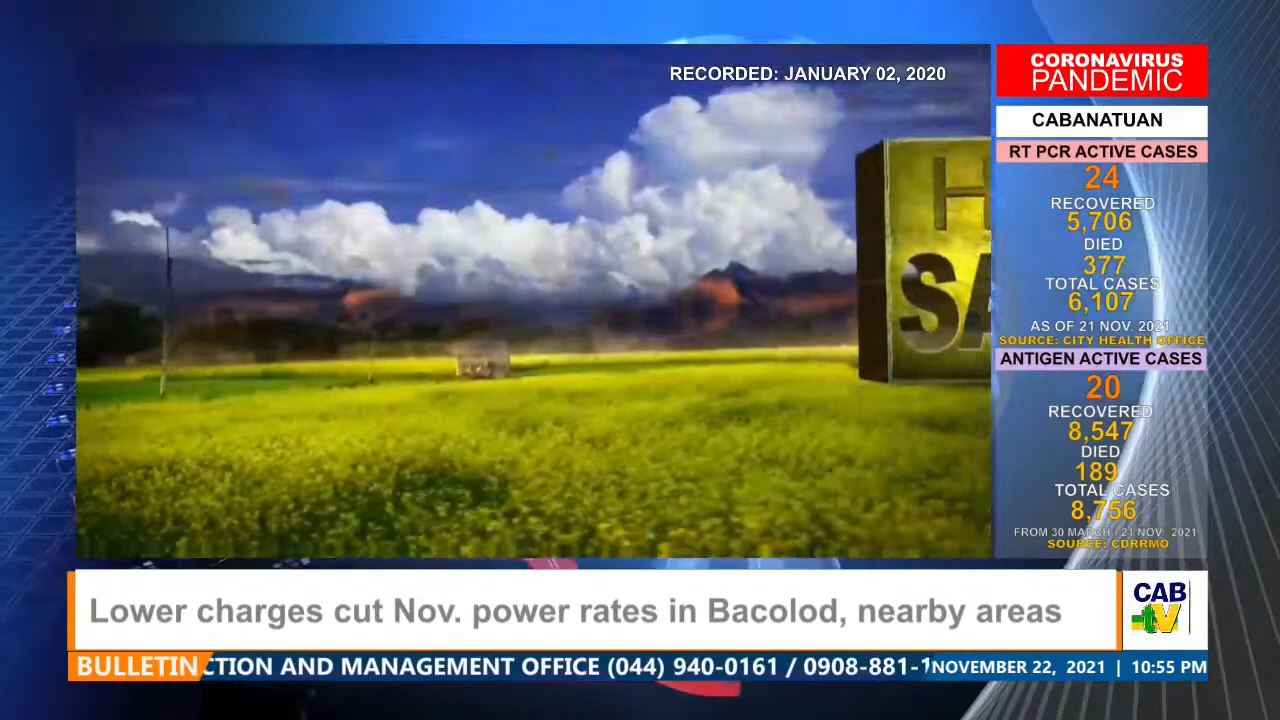 RECORDED: JANUARY 02, 2020
H
SA
CORONAVIRUS
PANDEMIC
CABANATUAN
RT PCR ACTIVE CASES
24
RECOVERED
5,706
DIED
377
TOTAL CASES
6,107
AS OF 21 NOV. 2021
SOURCE: CITY HEALTH OFFICE
ANTIGEN ACTIVE CASES
20
RECOVERED
8,547
DIED
189
TOTAL CASES
8,756
FROM 30 MARCH - 21 NOV. 2021
SOURCE: CDRRMO
Lower charges cut Nov. power rates in Bacolod, nearby areas
CAB
TV
BULLETIN CTION AND MANAGEMENT OFFICE (044) 940-0161 / 0908-881-1 NOVEMBER 22, 2021 | 10:55 PM